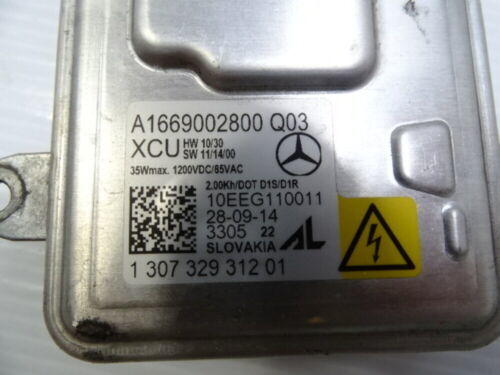 A1669002800 Q03
XCU HW 10/30
SW 11/14/00
35Wmax. 1200VDC/85VAC
2.00Kh/DOT D1S/D1R
10EEG110011
28-09-14
3305 22
SLOVAKIA AL
1 307 329 312 01